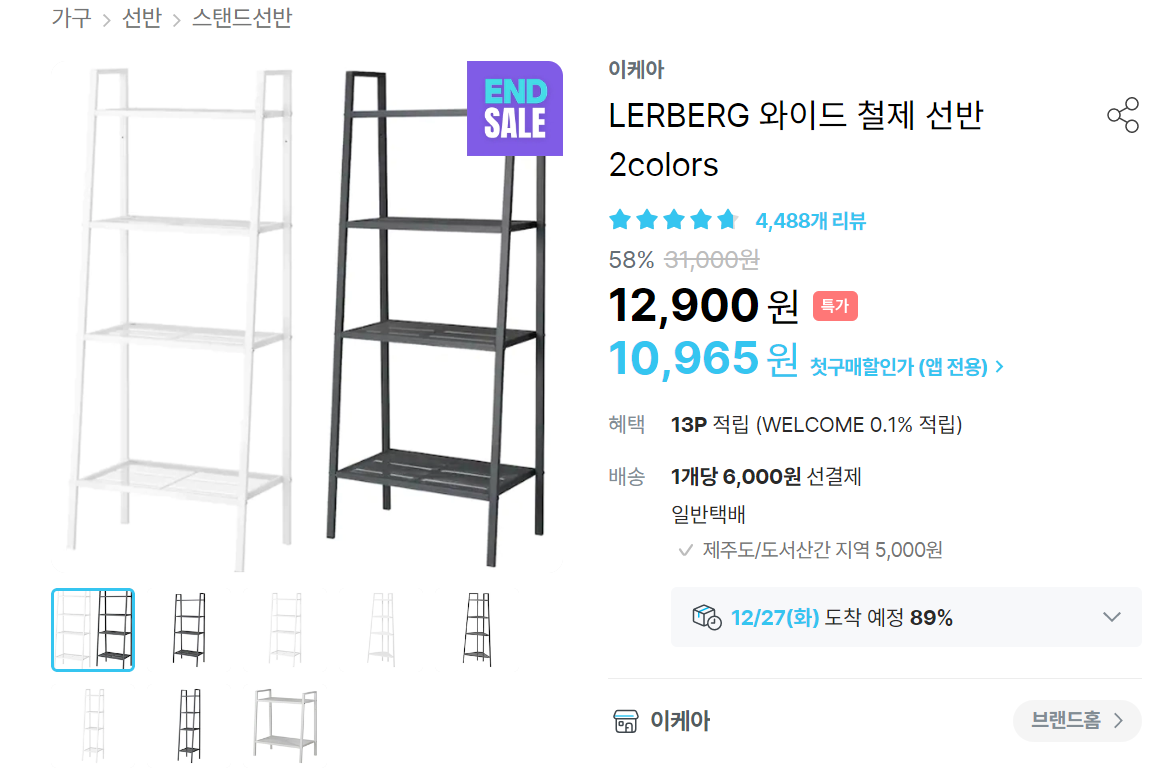 가구 > 선반 > 스탠드선반
END
SALE
이케아
LERBERG 와이드 철제 선반
2colors
4,488개 리뷰
58% 31,000원
12,900 원 특가
10,965 원 첫구매할인가 (앱 전용) >
혜택 13P 적립 (WELCOME 0.1% 적립)
배송 1개당 6,000원 선결제
일반택배
제주도/도서산간 지역 5,000원
12/27(화) 도착 예정 89%
이케아 브랜드홈 >